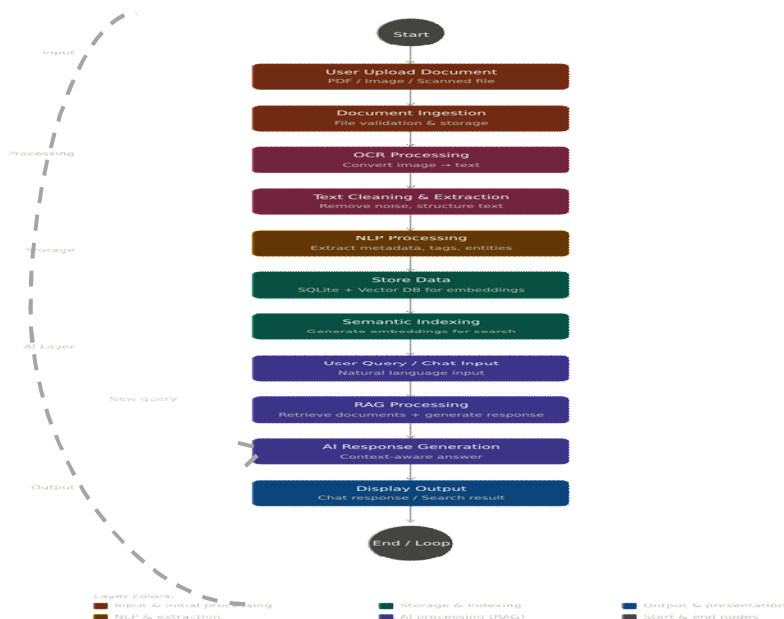 Start
Input
User Upload Document
PDF / Image / Scanned file
Document Ingestion
File validation & storage
Processing
OCR Processing
Convert image → text
Text Cleaning & Extraction
Remove noise, structure text
NLP Processing
Extract metadata, tags, entities
Storage
Store Data
SQLite + Vector DB for embeddings
Semantic Indexing
Generate embeddings for search
AI Layer
User Query / Chat Input
Natural language input
New query
RAG Processing
Retrieve documents + generate response
AI Response Generation
Context-aware answer
Output
Display Output
Chat response / Search result
End / Loop
Layer colors:
Input & initial processing
Storage & indexing
Output & presentation
NLP & extraction
AI processing (RAG)
Start & end nodes